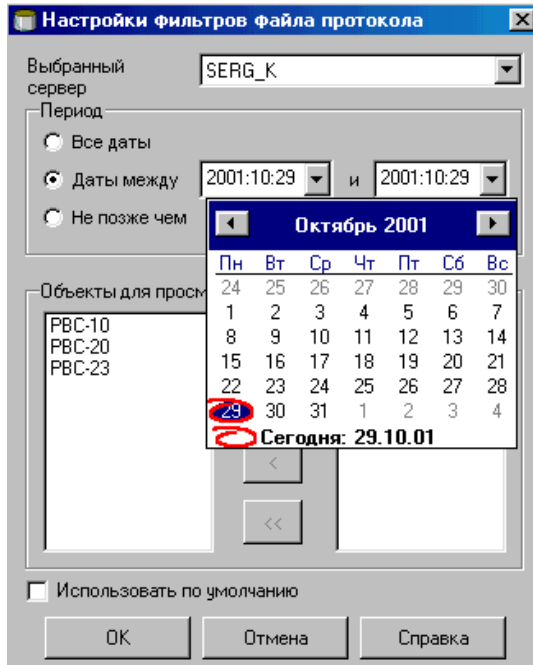 Настройки фильтров файла протокола
Выбранный
сервер
SERG_K
Период
Все даты
Даты между 2001:10:29 и 2001:10:29
Не позже чем
Октябрь 2001
Пн Вт Ср Чт Пт Сб Вс
24 25 26 27 28 29 30
1 2 3 4 5 6 7
8 9 10 11 12 13 14
15 16 17 18 19 20 21
22 23 24 25 26 27 28
29 30 31 1 2 3 4
Сегодня: 29.10.01
Объекты для просм
РВС-10
РВС-20
РВС-23
<
<<
Использовать по умолчанию
OK Отмена Справка